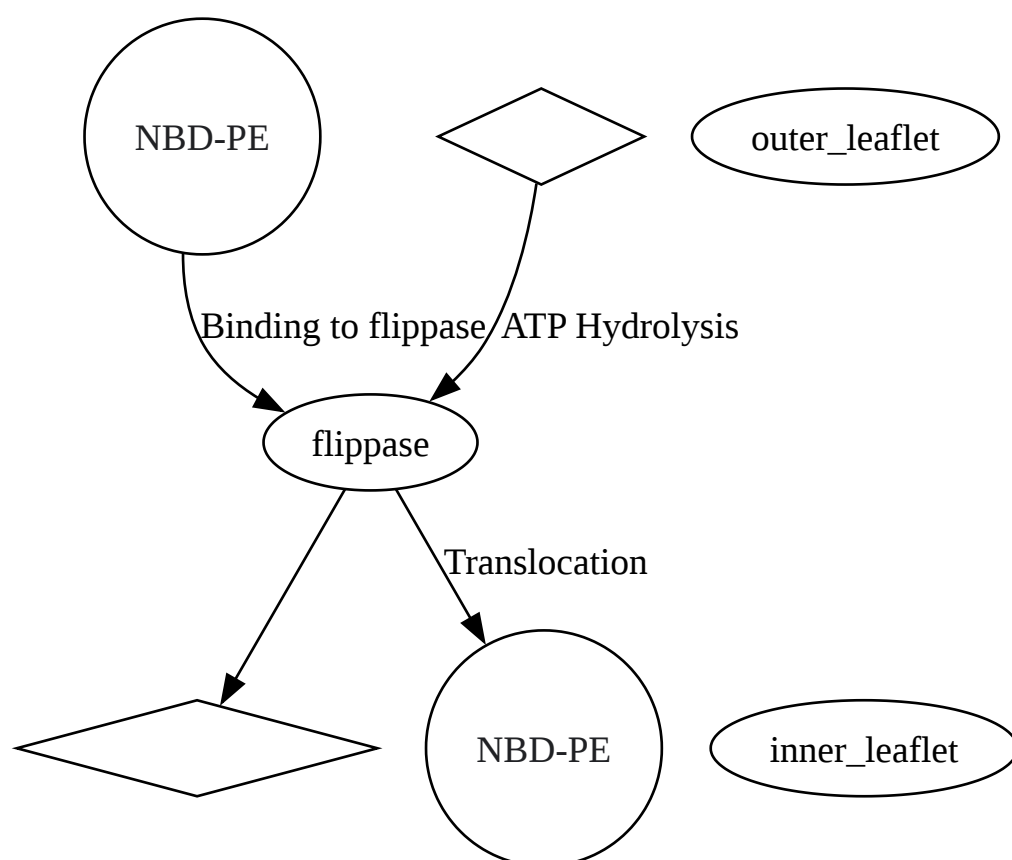 NBD-PE
outer_leaflet
Binding to flippase
ATP Hydrolysis
flippase
Translocation
NBD-PE
inner_leaflet